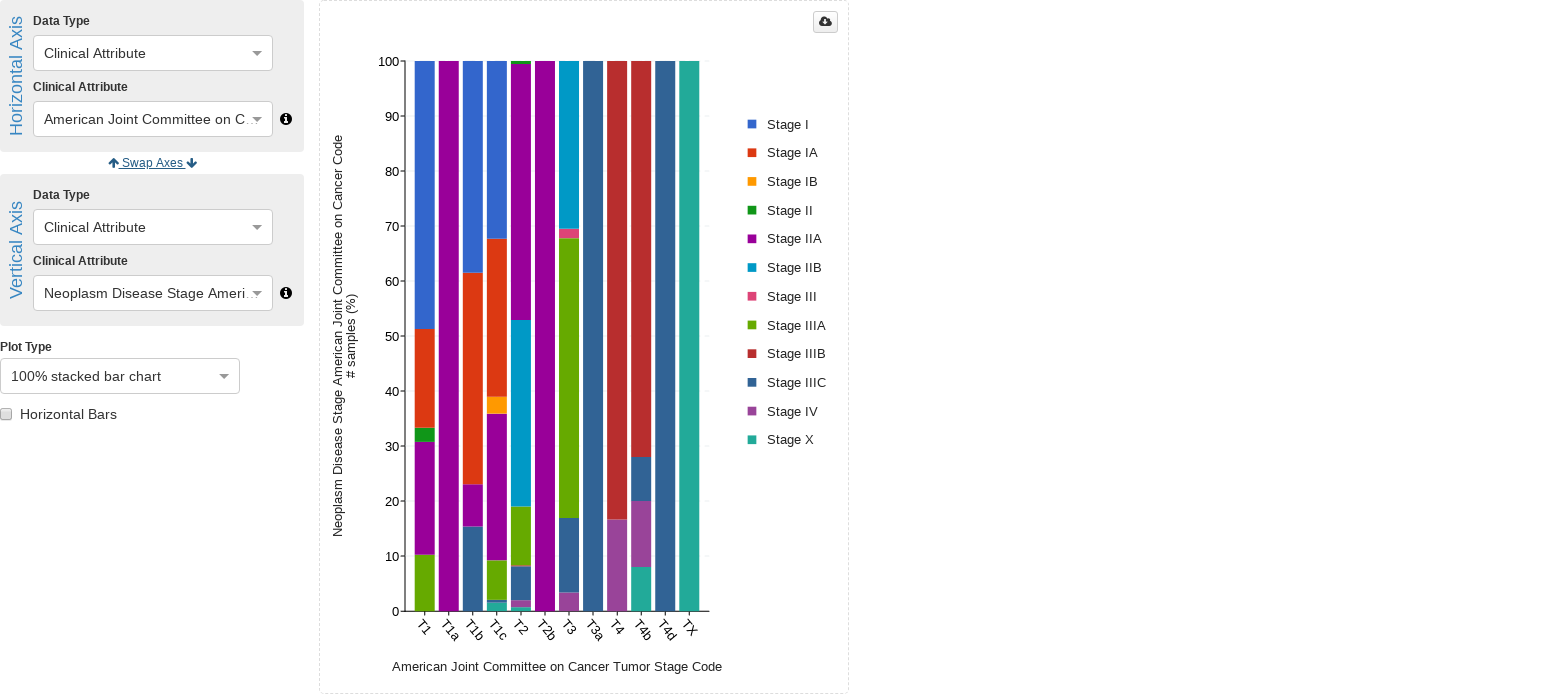 Horizontal Axis
Data Type
Clinical Attribute
Clinical Attribute
American Joint Committee on C...
Swap Axes
Vertical Axis
Data Type
Clinical Attribute
Clinical Attribute
Neoplasm Disease Stage Ameri...
Plot Type
100% stacked bar chart
Horizontal Bars
Neoplasm Disease Stage American Joint Committee on Cancer Code
# samples (%)
100
90
80
70
60
50
40
30
20
10
0
T1
T1a
T1b
T1c
T2
T2b
T3
T3a
T4
T4b
T4d
TX
American Joint Committee on Cancer Tumor Stage Code
Stage I
Stage IA
Stage IB
Stage II
Stage IIA
Stage IIB
Stage III
Stage IIIA
Stage IIIB
Stage IIIC
Stage IV
Stage X